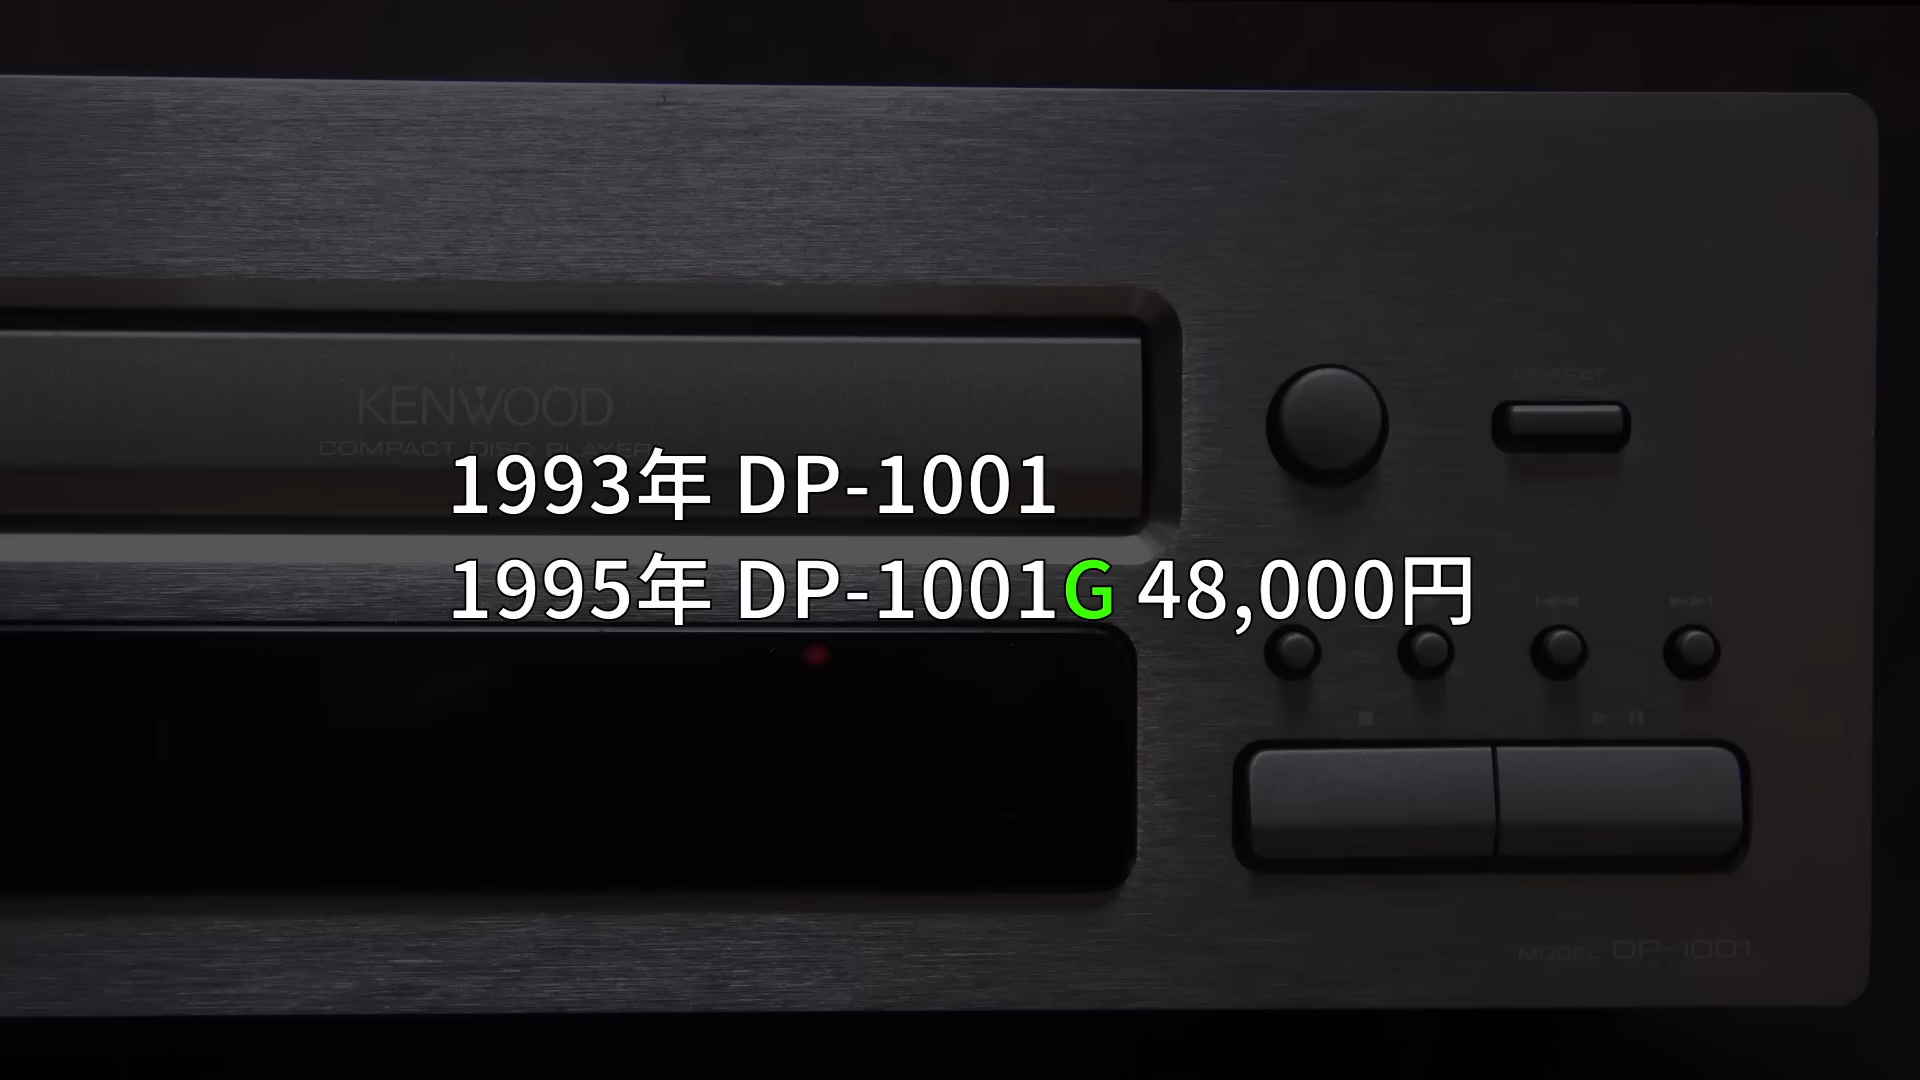 KENWOOD
COMPACT DISC PLAYER
REPEAT
1993年 DP-1001
1995年 DP-1001G 48,000円
MODEL DP-1001